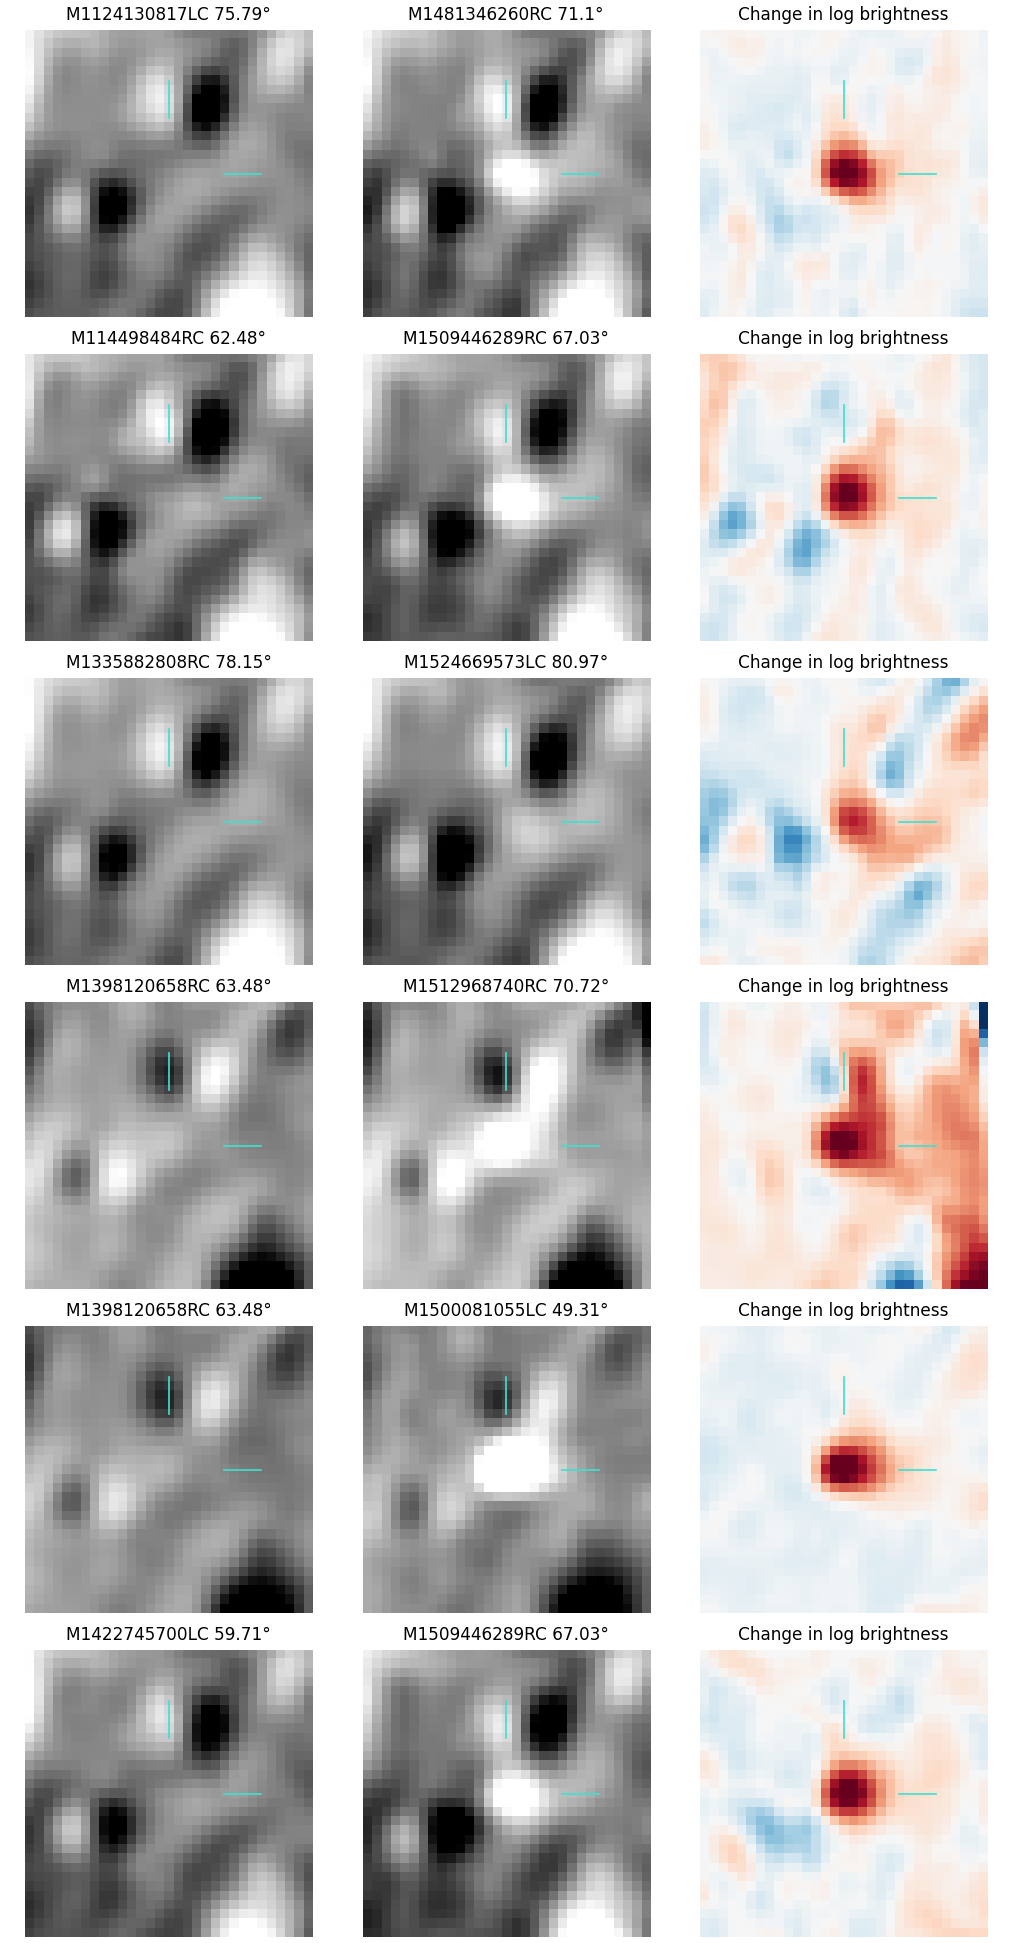 M1124130817LC 75.79° M1481346260RC 71.1° Change in log brightness
M114498484RC 62.48° M1509446289RC 67.03° Change in log brightness
M1335882808RC 78.15° M1524669573LC 80.97° Change in log brightness
M1398120658RC 63.48° M1512968740RC 70.72° Change in log brightness
M1398120658RC 63.48° M1500081055LC 49.31° Change in log brightness
M1422745700LC 59.71° M1509446289RC 67.03° Change in log brightness